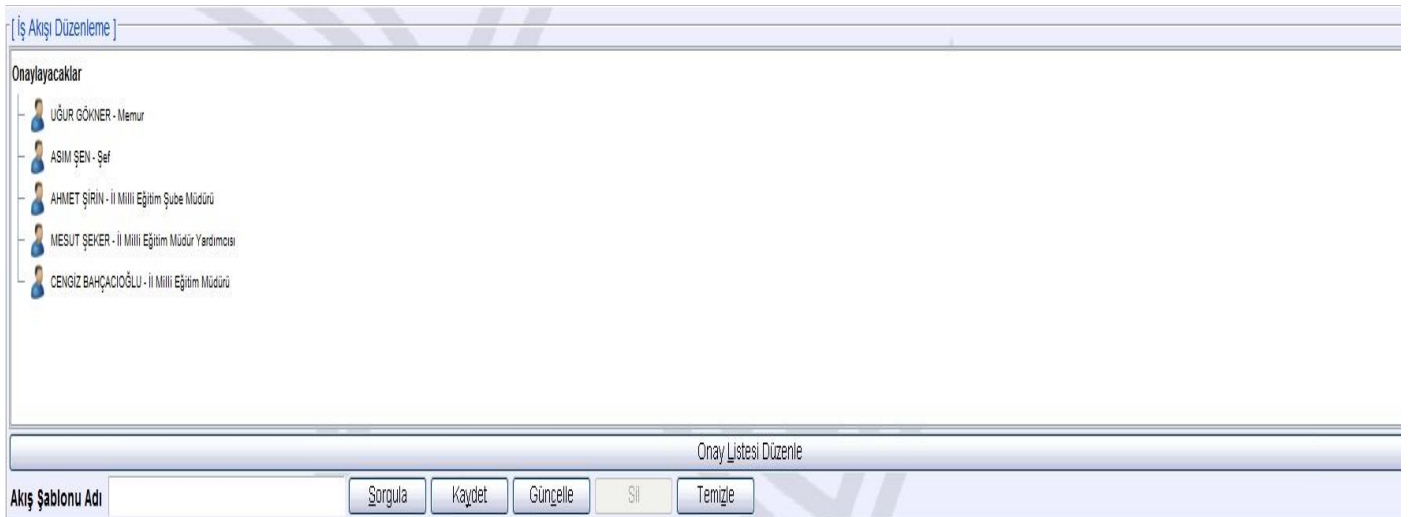 [ İş Akışı Düzenleme ]
Onaylayacaklar
UĞUR GÖKNER - Memur
ASIM ŞEN - Şef
AHMET ŞİRİN - İl Milli Eğitim Şube Müdürü
MESUT ŞEKER - İl Milli Eğitim Müdür Yardımcısı
CENGİZ BAHÇACIOĞLU - İl Milli Eğitim Müdürü
Onay Listesi Düzenle
Akış Şablonu Adı Sorgula Kaydet Güncelle Sil Temizle